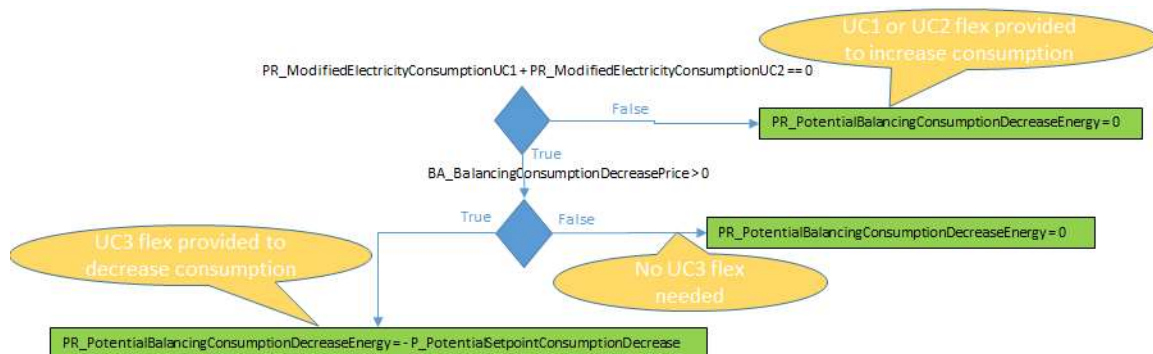 UC1 or UC2 flex provided
to increase consumption
PR_ModifiedElectricityConsumptionUC1 + PR_ModifiedElectricityConsumptionUC2 == 0
False
PR_PotentialBalancingConsumptionDecreaseEnergy = 0
True
BA_BalancingConsumptionDecreasePrice > 0
True
False
PR_PotentialBalancingConsumptionDecreaseEnergy = 0
UC3 flex provided to
decrease consumption
No UC3 flex
needed
PR_PotentialBalancingConsumptionDecreaseEnergy = - P_PotentialSetpointConsumptionDecrease